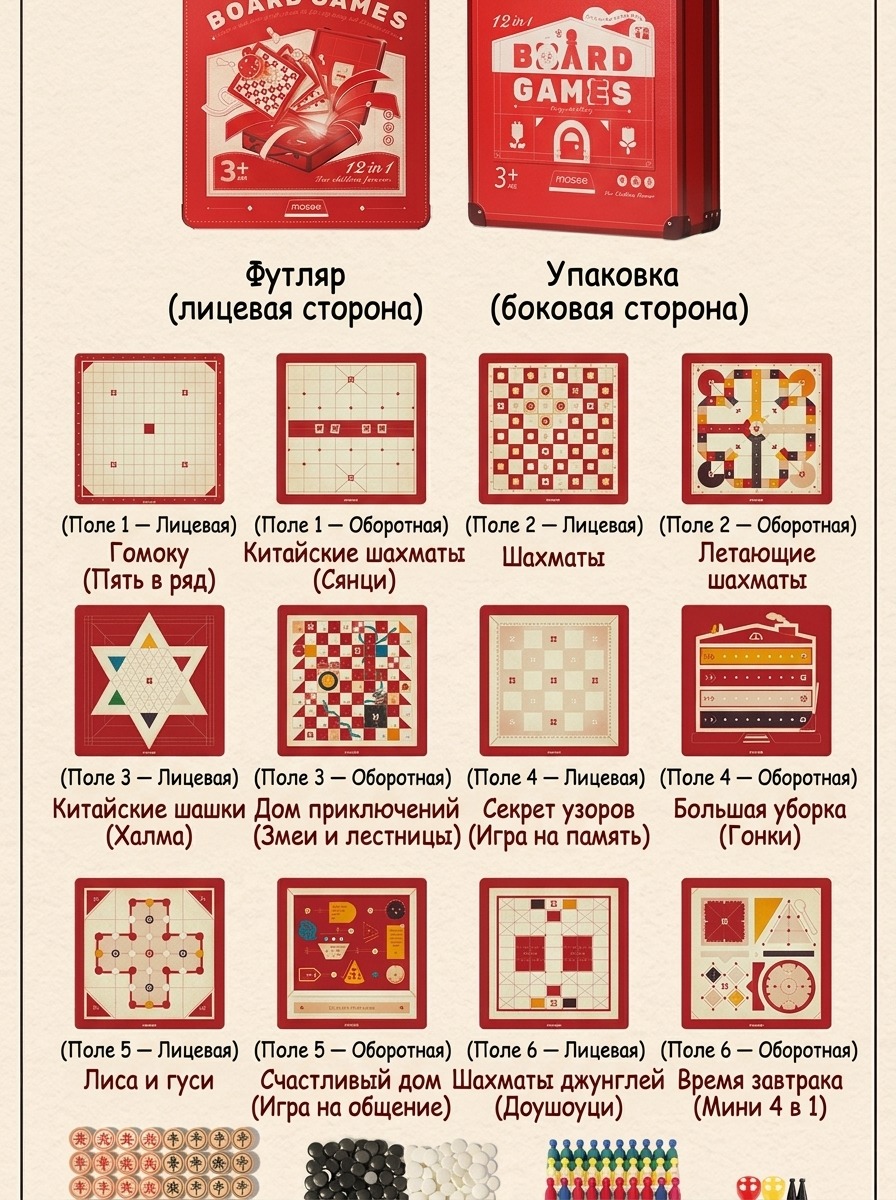 BOARD GAMES
3+
12 in 1
mosee
12 in 1
BOARD
GAMES
3+
mosee
Футляр
(лицевая сторона)
Упаковка
(боковая сторона)
(Поле 1 — Лицевая)
Гомоку
(Пять в ряд)
(Поле 1 — Оборотная)
Китайские шахматы
(Сянци)
(Поле 2 — Лицевая)
Шахматы
(Поле 2 — Оборотная)
Летающие
шахматы
(Поле 3 — Лицевая)
Китайские шашки
(Халма)
(Поле 3 — Оборотная)
Дом приключений
(Змеи и лестницы)
(Поле 4 — Лицевая)
Секрет узоров
(Игра на память)
(Поле 4 — Оборотная)
Большая уборка
(Гонки)
(Поле 5 — Лицевая)
Лиса и гуси
(Поле 5 — Оборотная)
Счастливый дом
(Игра на общение)
(Поле 6 — Лицевая)
Шахматы джунглей
(Доушоуци)
(Поле 6 — Оборотная)
Время завтрака
(Мини 4 в 1)